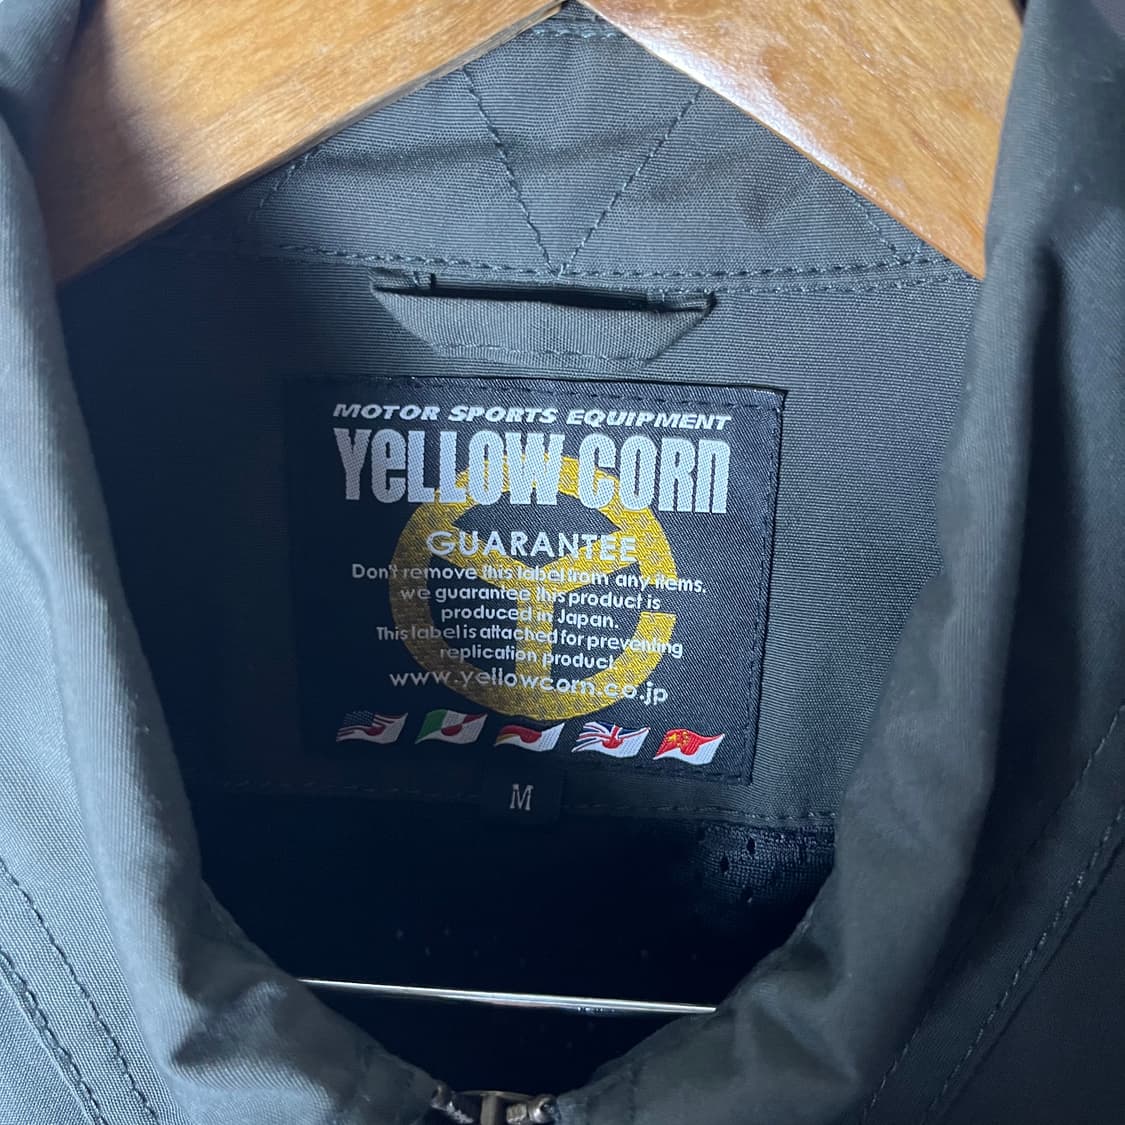 MOTOR SPORTS EQUIPMENT
YeLLOW CORn
GUARANTEE
Don't remove this label from any items.
we guarantee this product is
produced in Japan.
This label is attached for preventing
replication product.
www.yellowcorn.co.jp
M